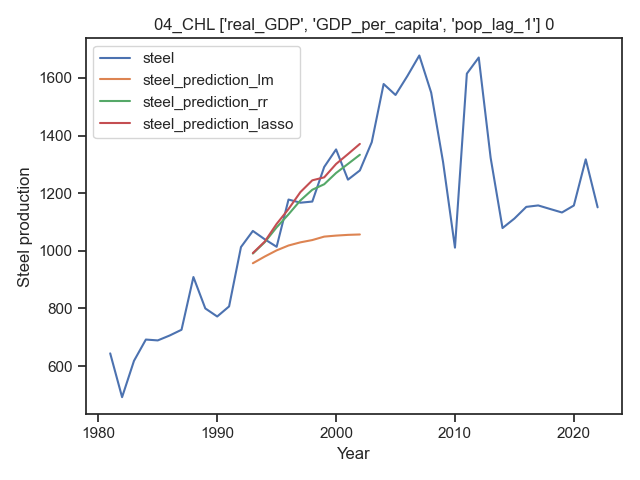 04_CHL ['real_GDP', 'GDP_per_capita', 'pop_lag_1'] 0
steel
steel_prediction_lm
steel_prediction_rr
steel_prediction_lasso
Steel production
1600
1400
1200
1000
800
600
1980
1990
2000
2010
2020
Year